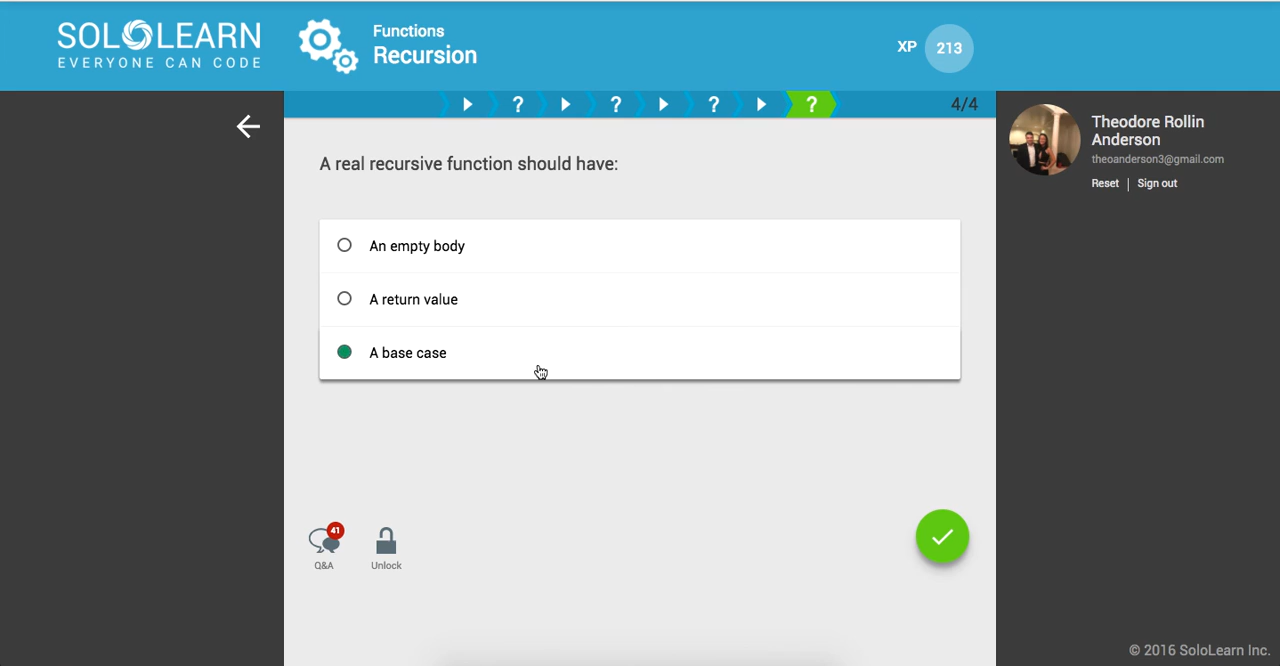 SOLOLEARN
EVERYONE CAN CODE
Functions
Recursion
XP 213
? ? ? ? 4/4
Theodore Rollin
Anderson
theoanderson3@gmail.com
Reset | Sign out
A real recursive function should have:
An empty body
A return value
A base case
41
Q&A
Unlock
© 2016 SoloLearn Inc.